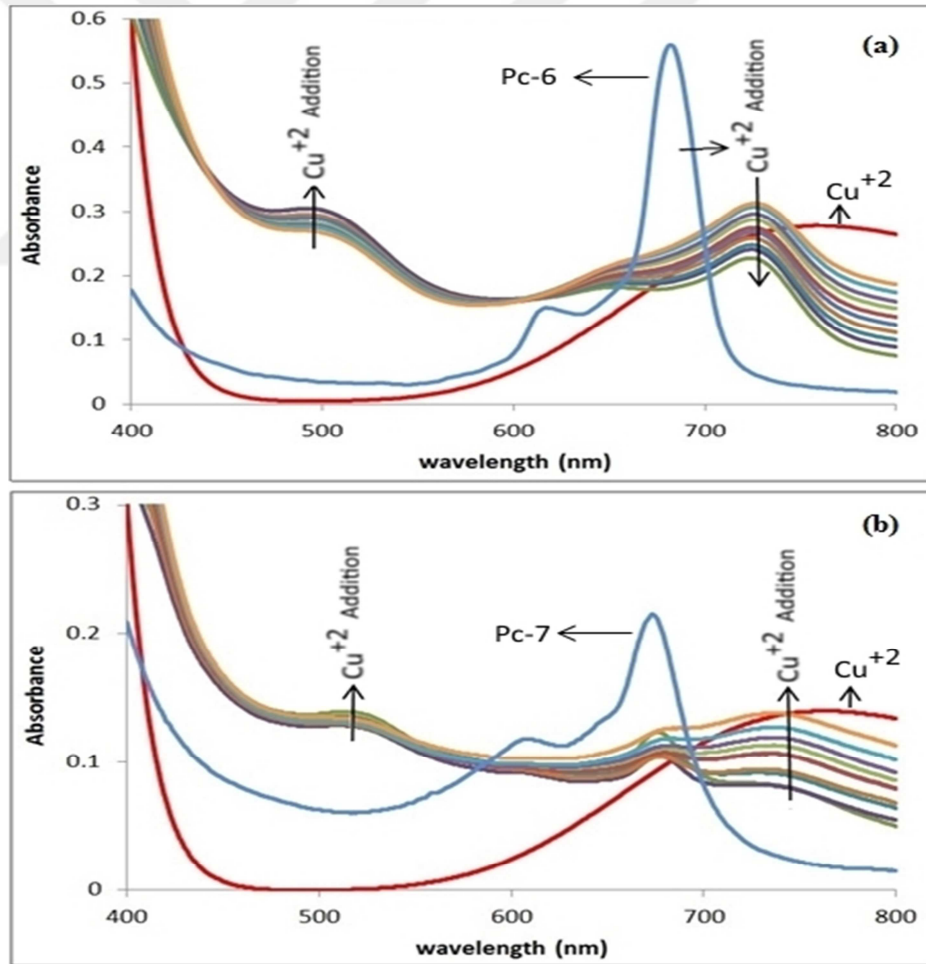 (a)
0.6
0.5
0.4
0.3
0.2
0.1
0
Absorbance
Cu+2 Addition
Pc-6
Cu+2 Addition
Cu+2
400 500 600 700 800
wavelength (nm)
(b)
0.3
0.2
0.1
0
Absorbance
Cu+2 Addition
Pc-7
Cu+2 Addition
Cu+2
400 500 600 700 800
wavelength (nm)